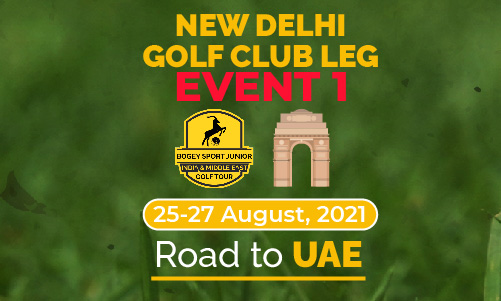 NEW DELHI
GOLF CLUB LEG
EVENT 1
BOGEY SPORT JUNIOR
INDIA & MIDDLE EAST
GOLF TOUR
25-27 August, 2021
Road to UAE